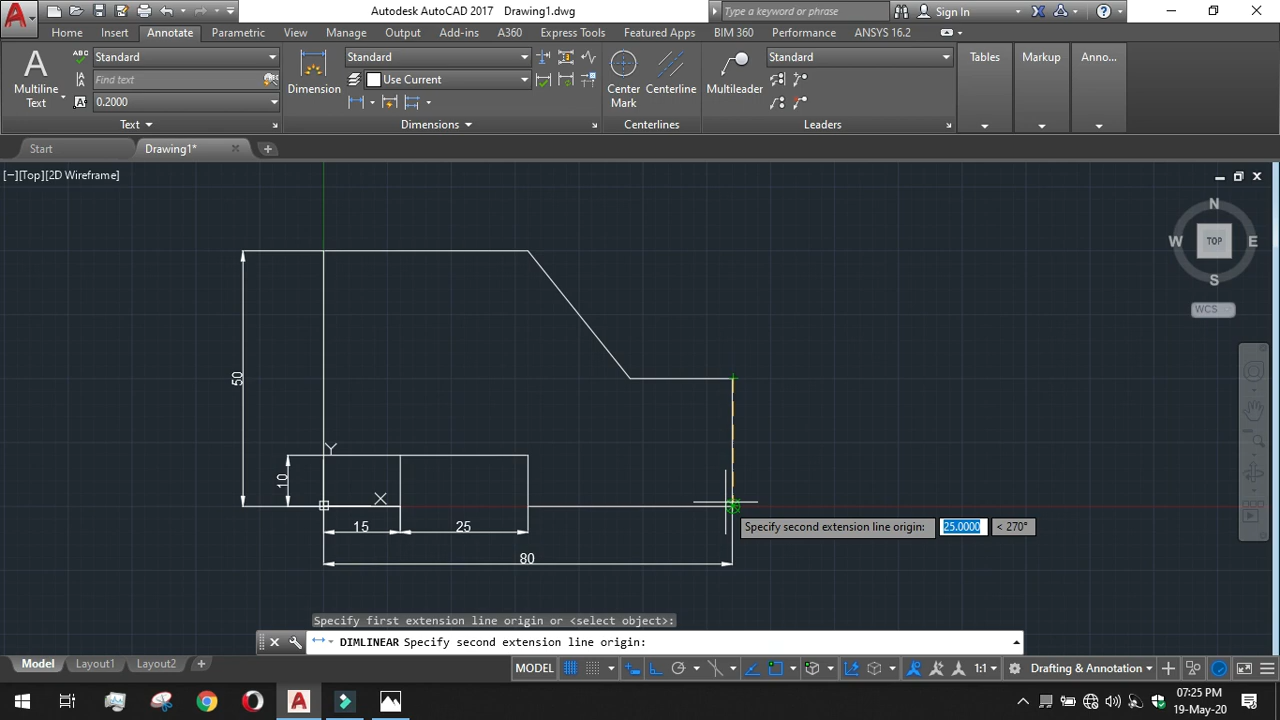 Autodesk AutoCAD 2017 Drawing1.dwg
Type a keyword or phrase
Sign In
Home Insert Annotate Parametric View Manage Output Add-ins A360 Express Tools Featured Apps BIM 360 Performance ANSYS 16.2
Multiline
Text
ABC
Standard
Find text
0.2000
Dimension
Standard
Use Current
Center
Mark
Centerline
Multileader
Standard
Tables
Markup
Anno...
Text
Dimensions
Centerlines
Leaders
Start
Drawing1*
[−][Top][2D Wireframe]
N
W
TOP
E
S
WCS
50
Y
10
X
15
25
80
Specify second extension line origin: 25.0000 < 270°
Specify first extension line origin or <select object>:
DIMLINEAR Specify second extension line origin:
Model Layout1 Layout2
MODEL
1:1
Drafting & Annotation
07:25 PM
19-May-20